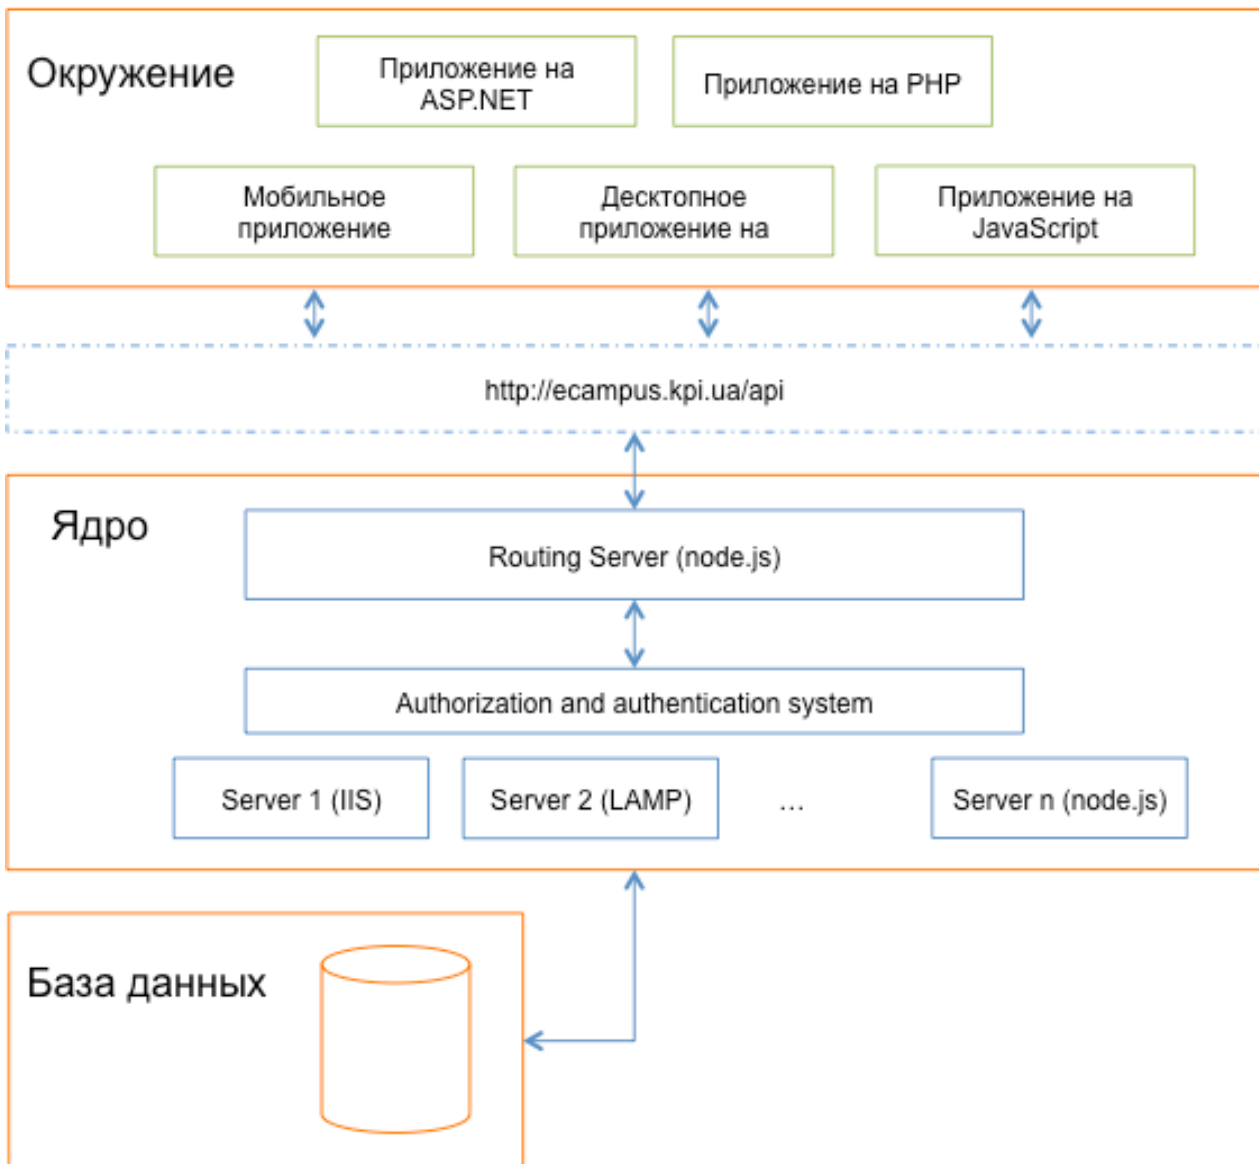 Окружение
Приложение на
ASP.NET
Приложение на PHP
Мобильное
приложение
Десктопное
приложение на
Приложение на
JavaScript
http://ecampus.kpi.ua/api
Ядро
Routing Server (node.js)
Authorization and authentication system
Server 1 (IIS)
Server 2 (LAMP)
...
Server n (node.js)
База данных